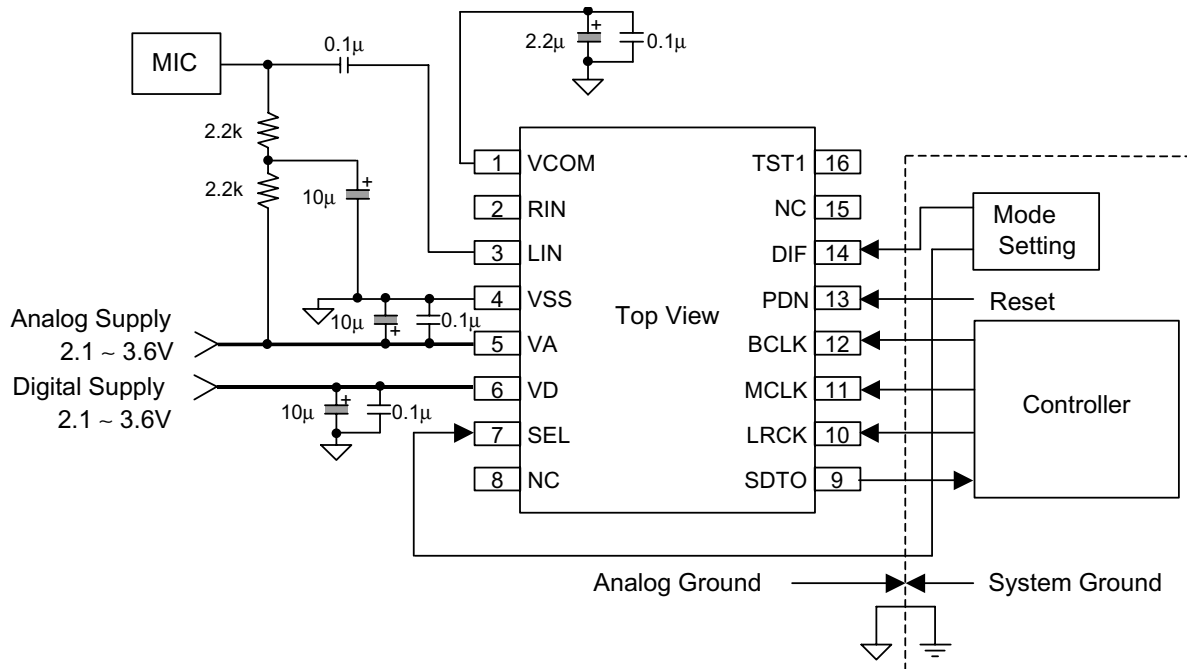 MIC
0.1µ
2.2µ
0.1µ
2.2k
2.2k
10µ
+
+
1 VCOM
2 RIN
3 LIN
4 VSS
5 VA
6 VD
7 SEL
8 NC
Top View
TST1 16
NC 15
DIF 14
PDN 13
BCLK 12
MCLK 11
LRCK 10
SDTO 9
Mode
Setting
Reset
Controller
10µ
+
0.1µ
Analog Supply
2.1 ~ 3.6V
Digital Supply
2.1 ~ 3.6V
10µ
+
0.1µ
Analog Ground
System Ground